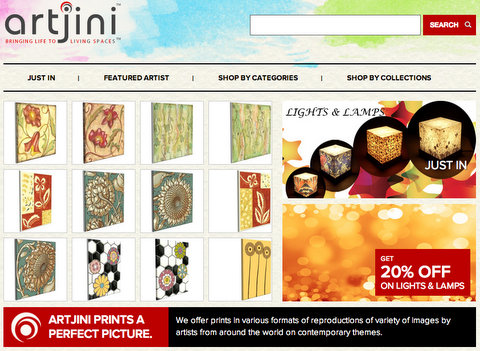 artjini™
BRINGING LIFE TO LIVING SPACES™
SEARCH
JUST IN
FEATURED ARTIST
SHOP BY CATEGORIES
SHOP BY COLLECTIONS
LIGHTS & LAMPS
JUST IN
GET
20% OFF
ON LIGHTS & LAMPS
ARTJINI PRINTS A
PERFECT PICTURE.
We offer prints in various formats of reproductions of variety of images by
artists from around the world on contemporary themes.